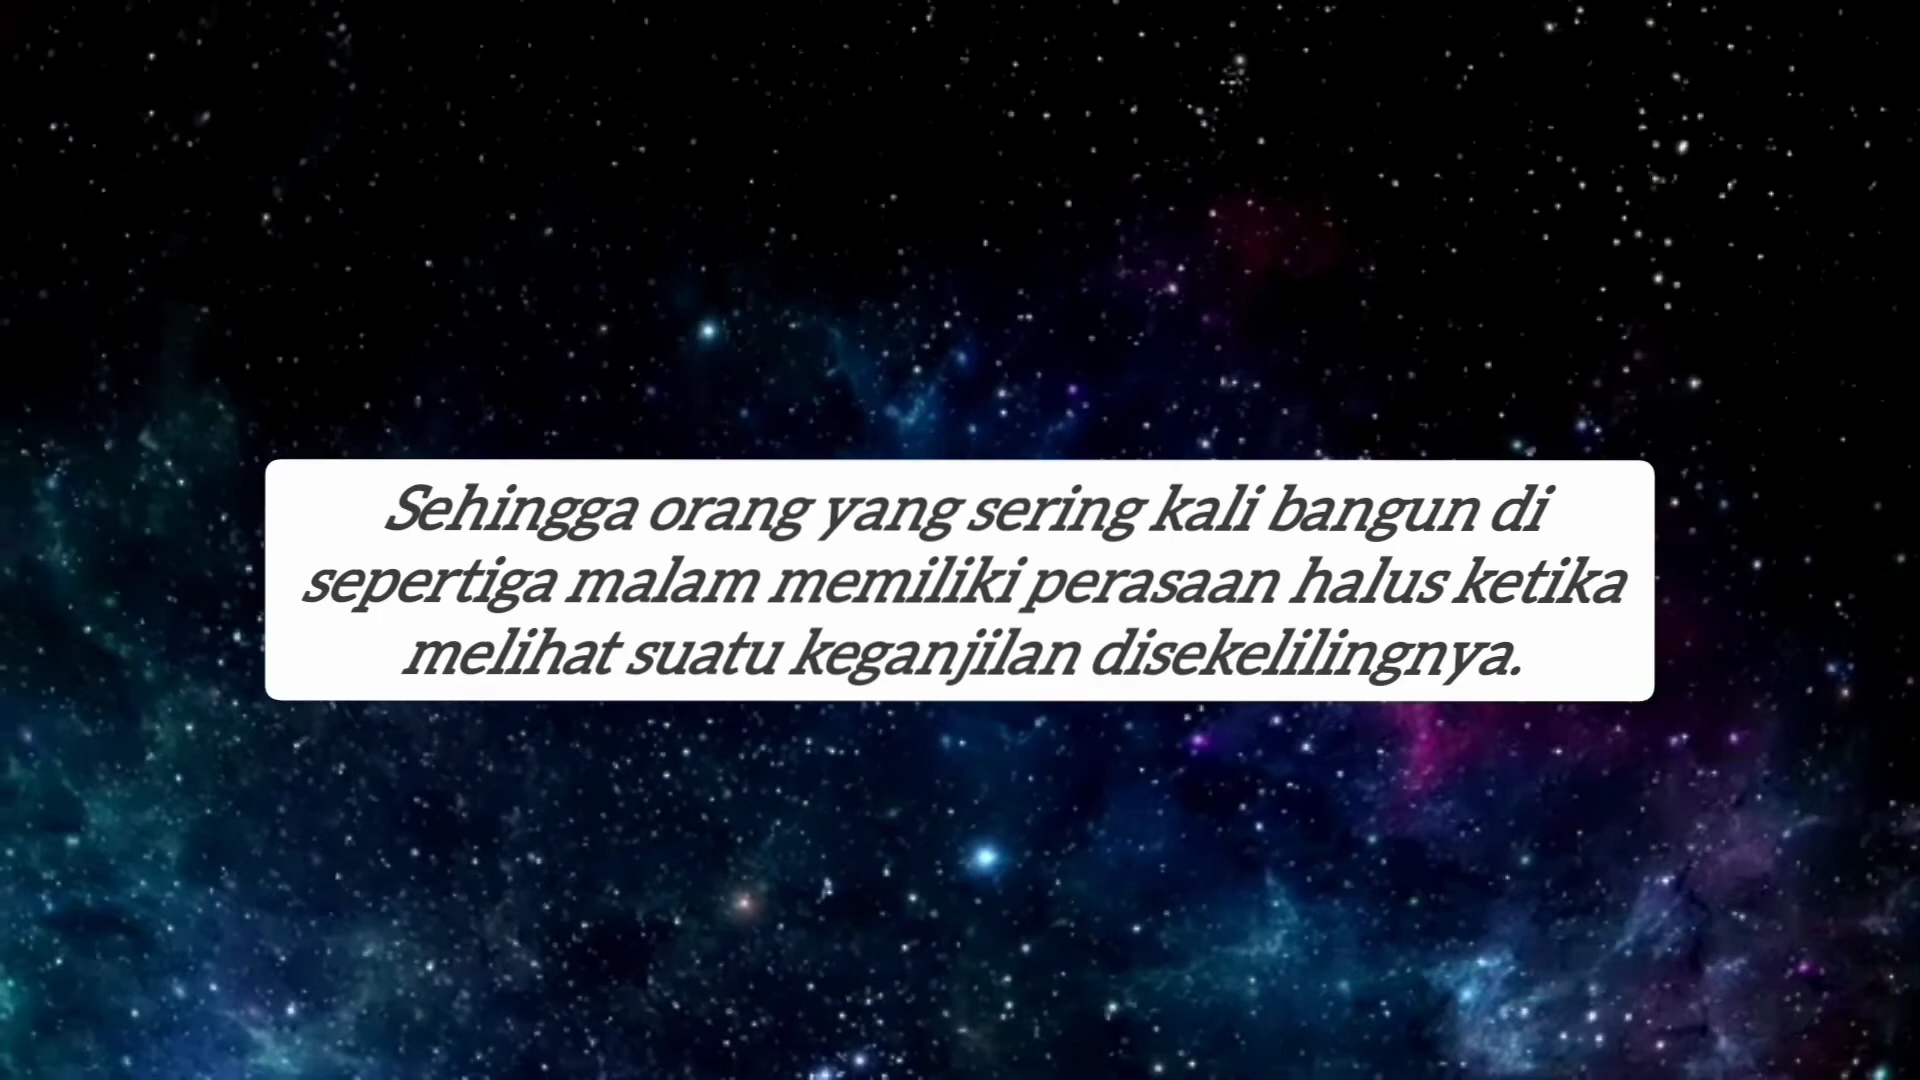 Sehingga orang yang sering kali bangun di
sepertiga malam memiliki perasaan halus ketika
melihat suatu keganjilan disekelilingnya.